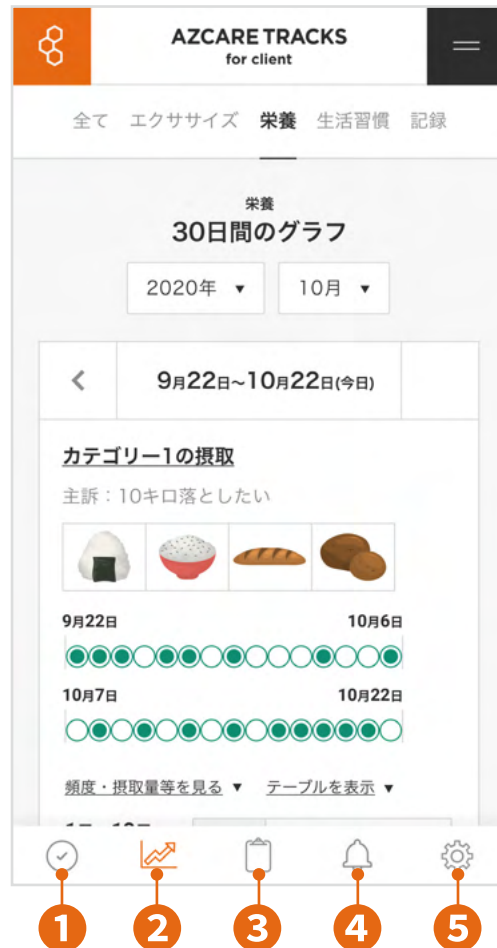 AZCARE TRACKS
for client
全て エクササイズ 栄養 生活習慣 記録
栄養
30日間のグラフ
2020年 ▼ 10月 ▼
9月22日~10月22日(今日)
カテゴリー1の摂取
主訴：10キロ落としたい
9月22日 10月6日
10月7日 10月22日
頻度・摂取量等を見る ▼ テーブルを表示 ▼
1 2 3 4 5